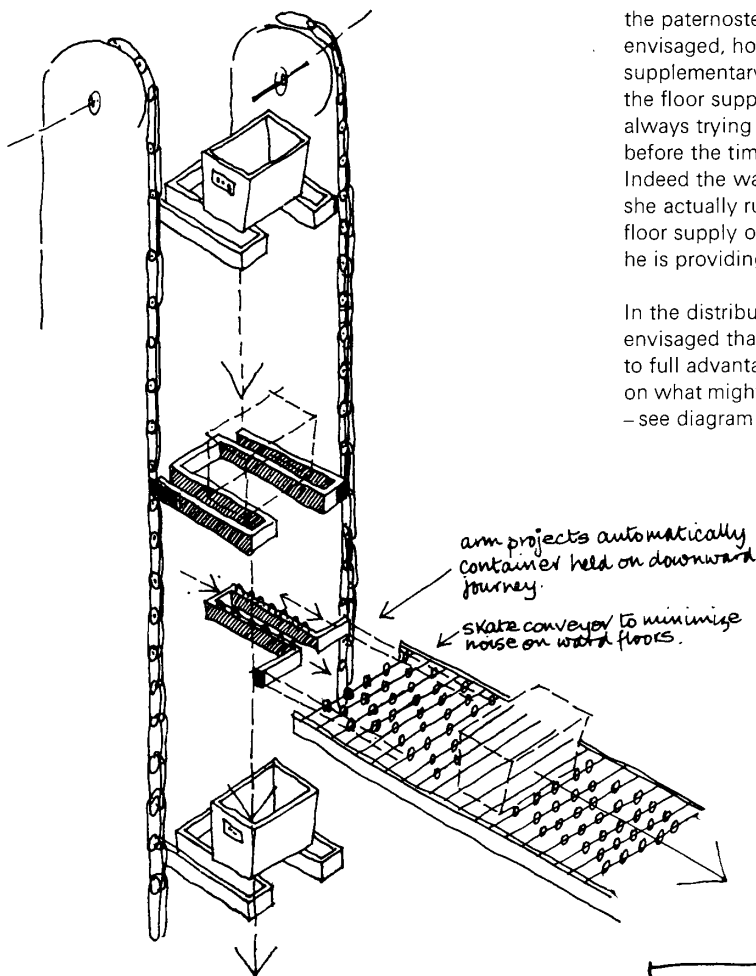 the paternoste
envisaged, ho
supplementary
the floor supp
always trying
before the tim
Indeed the wa
she actually ru
floor supply o
he is providing
In the distribu
envisaged tha
to full advanta
on what might
– see diagram
arm projects automatically
container held on downward
journey.
skate conveyor to minimize
noise on ward floors.